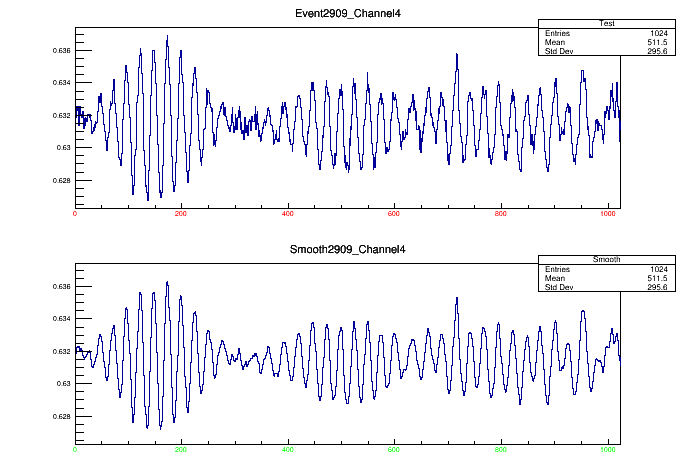 Event2909_Channel4
Test
Entries 1024
Mean 511.5
Std Dev 295.6
0.636
0.634
0.632
0.63
0.628
0 200 400 600 800 1000
Smooth2909_Channel4
Smooth
Entries 1024
Mean 511.5
Std Dev 295.6
0.636
0.634
0.632
0.63
0.628
0 200 400 600 800 1000